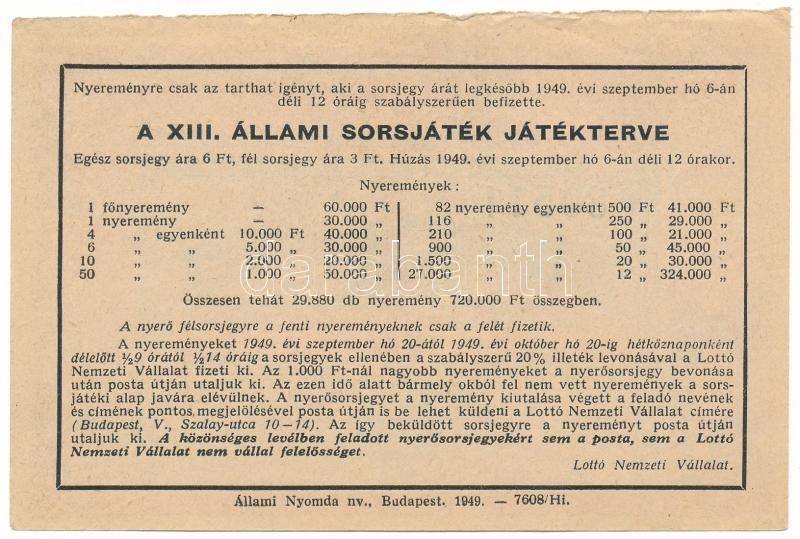 Nyereményre csak az tarthat igényt, aki a sorsjegy árát legkésőbb 1949. évi szeptember hó 6-án
déli 12 óráig szabályszerűen befizette.
A XIII. ÁLLAMI SORSJÁTÉK JÁTÉKTERVE
Egész sorsjegy ára 6 Ft, fél sorsjegy ára 3 Ft. Húzás 1949. évi szeptember hó 6-án déli 12 órakor.
Nyeremények:
1 főnyeremény — 60.000 Ft 82 nyeremény egyenként 500 Ft 41.000 Ft
1 nyeremény — 30.000 „ 116 „ „ 250 „ 29.000 „
4 „ egyenként 10.000 Ft 40.000 „ 210 „ „ 100 „ 21.000 „
6 „ „ 5.000 „ 30.000 „ 900 „ „ 50 „ 45.000 „
10 „ „ 2.000 „ 20.000 „ 1.500 „ „ 20 „ 30.000 „
50 „ „ 1.000 „ 50.000 „ 27.000 „ „ 12 „ 324.000 „
darabanth
Összesen tehát 29.880 db nyeremény 720.000 Ft összegben.
A nyerő félsorsjegyre a fenti nyereményeknek csak a felét fizetik.
A nyereményeket 1949. évi szeptember hó 20-ától 1949. évi október hó 20-ig hétköznaponként
délelőtt ½9 órától ½14 óráig a sorsjegyek ellenében a szabályszerű 20% illeték levonásával a Lottó
Nemzeti Vállalat fizeti ki. Az 1.000 Ft-nál nagyobb nyereményeket a nyerősorsjegy bevonása
után posta útján utaljuk ki. Az ezen idő alatt bármely okból fel nem vett nyeremények a sors-
játéki alap javára elévülnek. A nyerősorsjegyet a nyeremény kiutalása végett a feladó nevének
és címének pontos megjelölésével posta útján is be lehet küldeni a Lottó Nemzeti Vállalat címére
(Budapest, V., Szalay-utca 10—14). Az így beküldött sorsjegyre a nyereményt posta útján
utaljuk ki. A közönséges levélben feladott nyerősorsjegyekért sem a posta, sem a Lottó
Nemzeti Vállalat nem vállal felelősséget.
Lottó Nemzeti Vállalat.
Állami Nyomda nv., Budapest. 1949. — 7608/Hi.